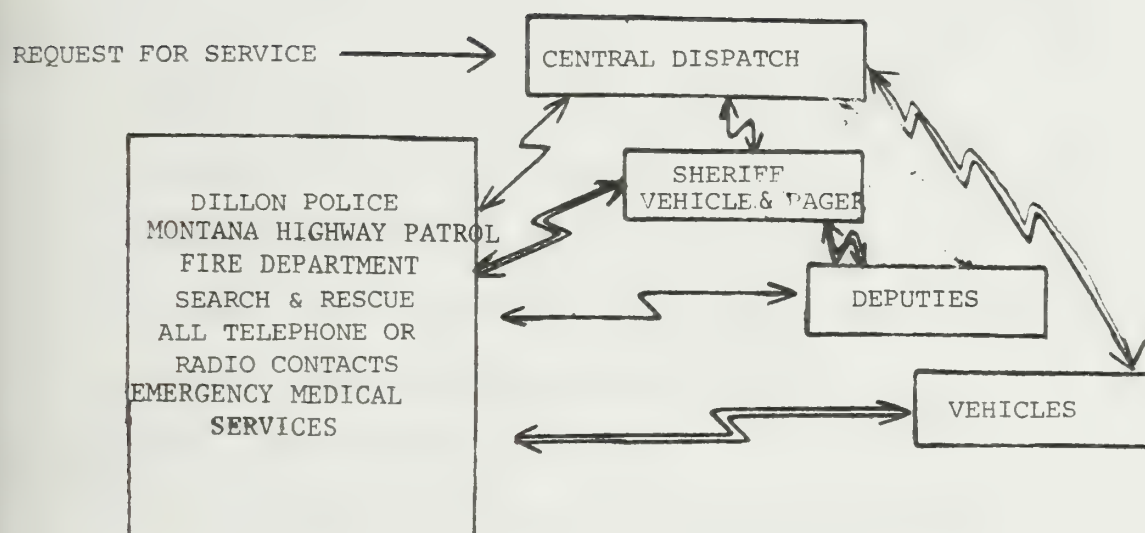 REQUEST FOR SERVICE
CENTRAL DISPATCH
SHERIFF
VEHICLE & PAGER
DILLON POLICE
MONTANA HIGHWAY PATROL
FIRE DEPARTMENT
SEARCH & RESCUE
ALL TELEPHONE OR
RADIO CONTACTS
EMERGENCY MEDICAL
SERVICES
DEPUTIES
VEHICLES